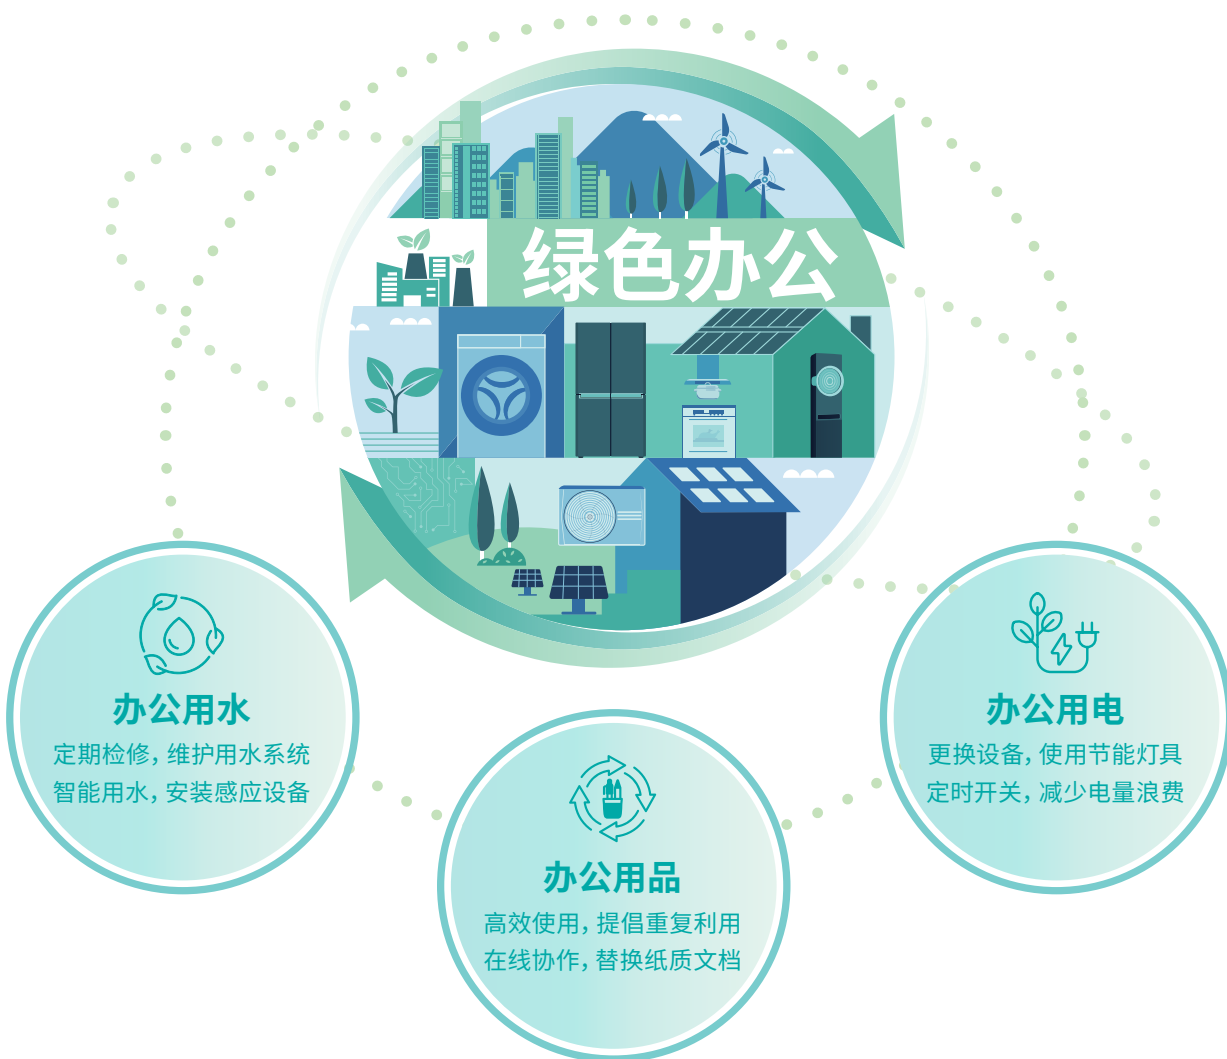 绿色办公
办公用水
定期检修，维护用水系统
智能用水，安装感应设备
办公用品
高效使用，提倡重复利用
在线协作，替换纸质文档
办公用电
更换设备，使用节能灯具
定时开关，减少电量浪费